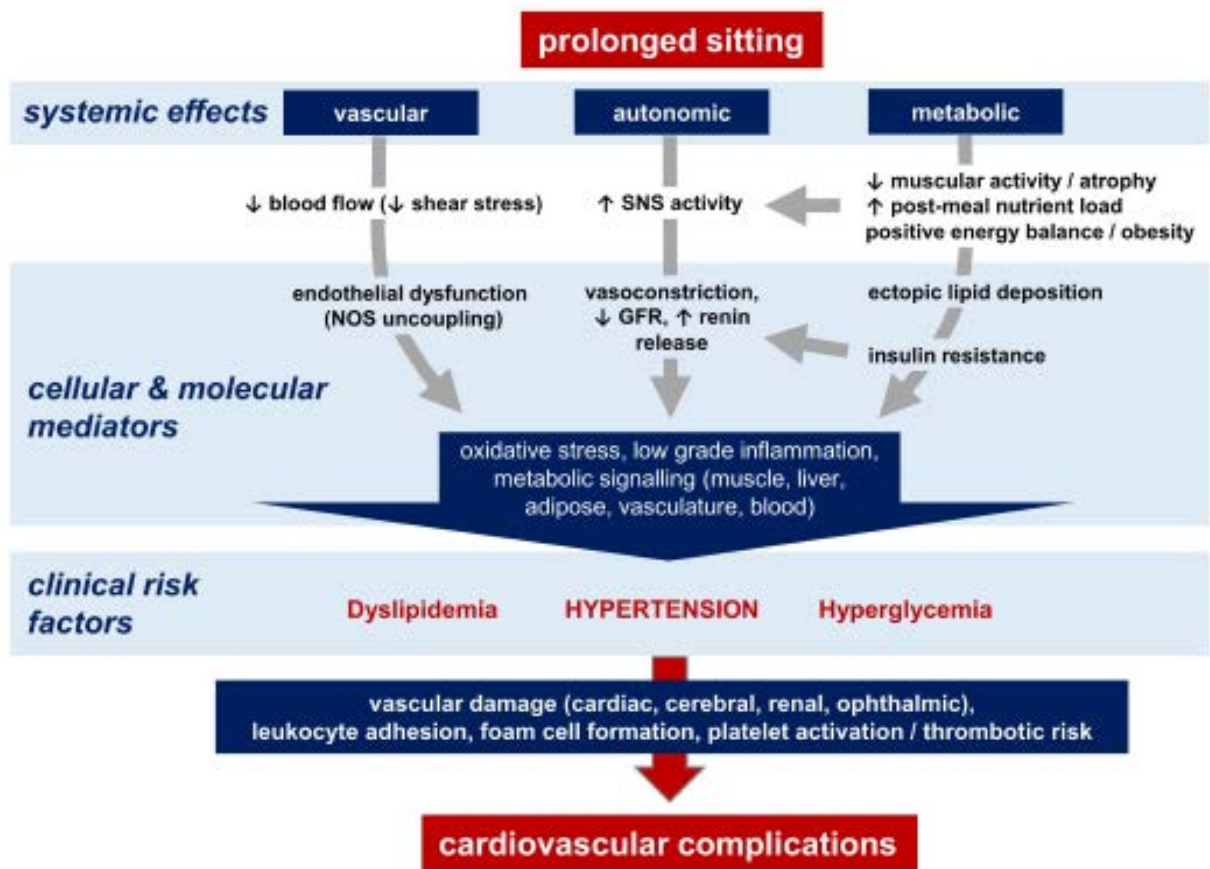 prolonged sitting
systemic effects
vascular
autonomic
metabolic
↓ blood flow (↓ shear stress)
↑ SNS activity
↓ muscular activity / atrophy
↑ post-meal nutrient load
positive energy balance / obesity
cellular & molecular
mediators
endothelial dysfunction
(NOS uncoupling)
vasoconstriction,
↓ GFR, ↑ renin
release
ectopic lipid deposition
insulin resistance
oxidative stress, low grade inflammation,
metabolic signalling (muscle, liver,
adipose, vasculature, blood)
clinical risk
factors
Dyslipidemia
HYPERTENSION
Hyperglycemia
vascular damage (cardiac, cerebral, renal, ophthalmic),
leukocyte adhesion, foam cell formation, platelet activation / thrombotic risk
cardiovascular complications